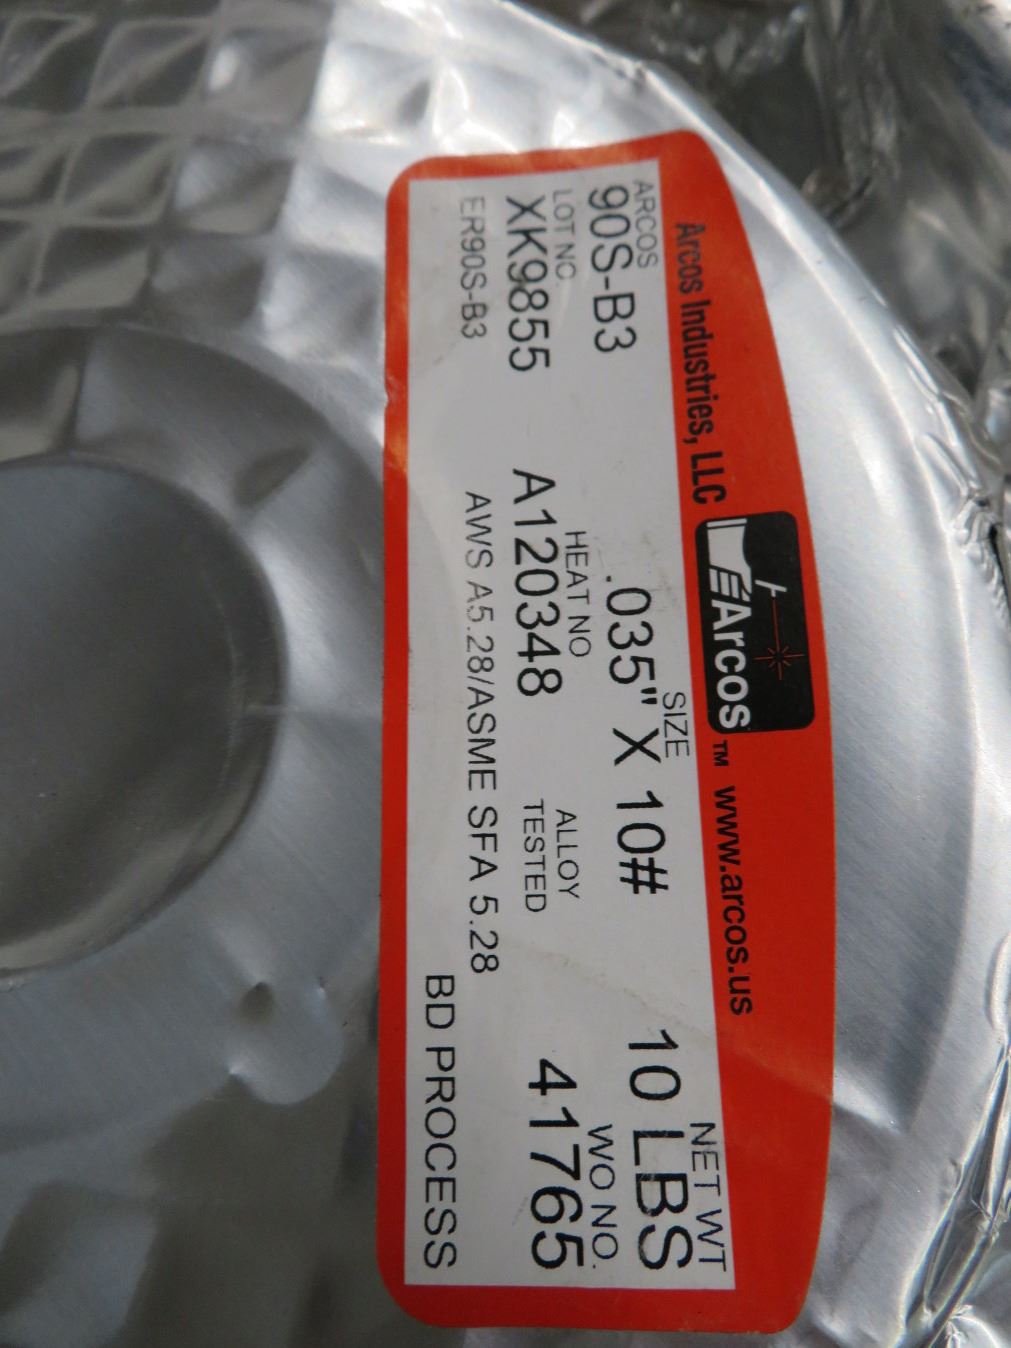 Arcos Industries, LLC Arcos™ www.arcos.us
ARCOS SIZE NET WT
90S-B3 .035" X 10# 10 LBS
LOT NO. HEAT NO ALLOY TESTED WO NO.
XK9855 A120348 41765
ER90S-B3 AWS A5.28/ASME SFA 5.28
BD PROCESS